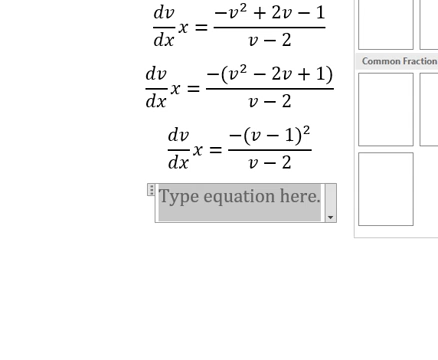 dv/dx x = (−v² + 2v − 1)/(v − 2)
Common Fraction
dv/dx x = (−(v² − 2v + 1))/(v − 2)
dv/dx x = (−(v − 1)²)/(v − 2)
Type equation here.